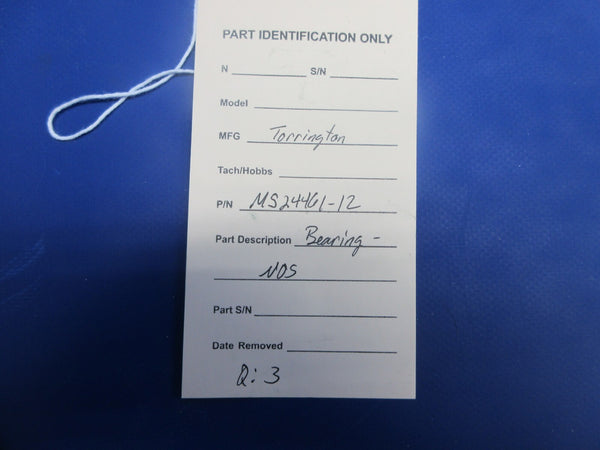 PART IDENTIFICATION ONLY
N S/N
Model
MFG Torrington
Tach/Hobbs
P/N MS24461-12
Part Description Bearing -
NOS
Part S/N
Date Removed
Q: 3